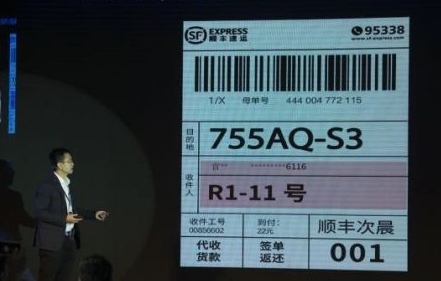 SF EXPRESS
顺丰速运
95338
www.sf-express.com
1/X 母单号 444 004 772 115
目的地
755AQ-S3
收件人
官** *********6116
R1-11 号
收件工号
00806602
到付：
22元
顺丰次晨
代收
货款
签单
返还
001